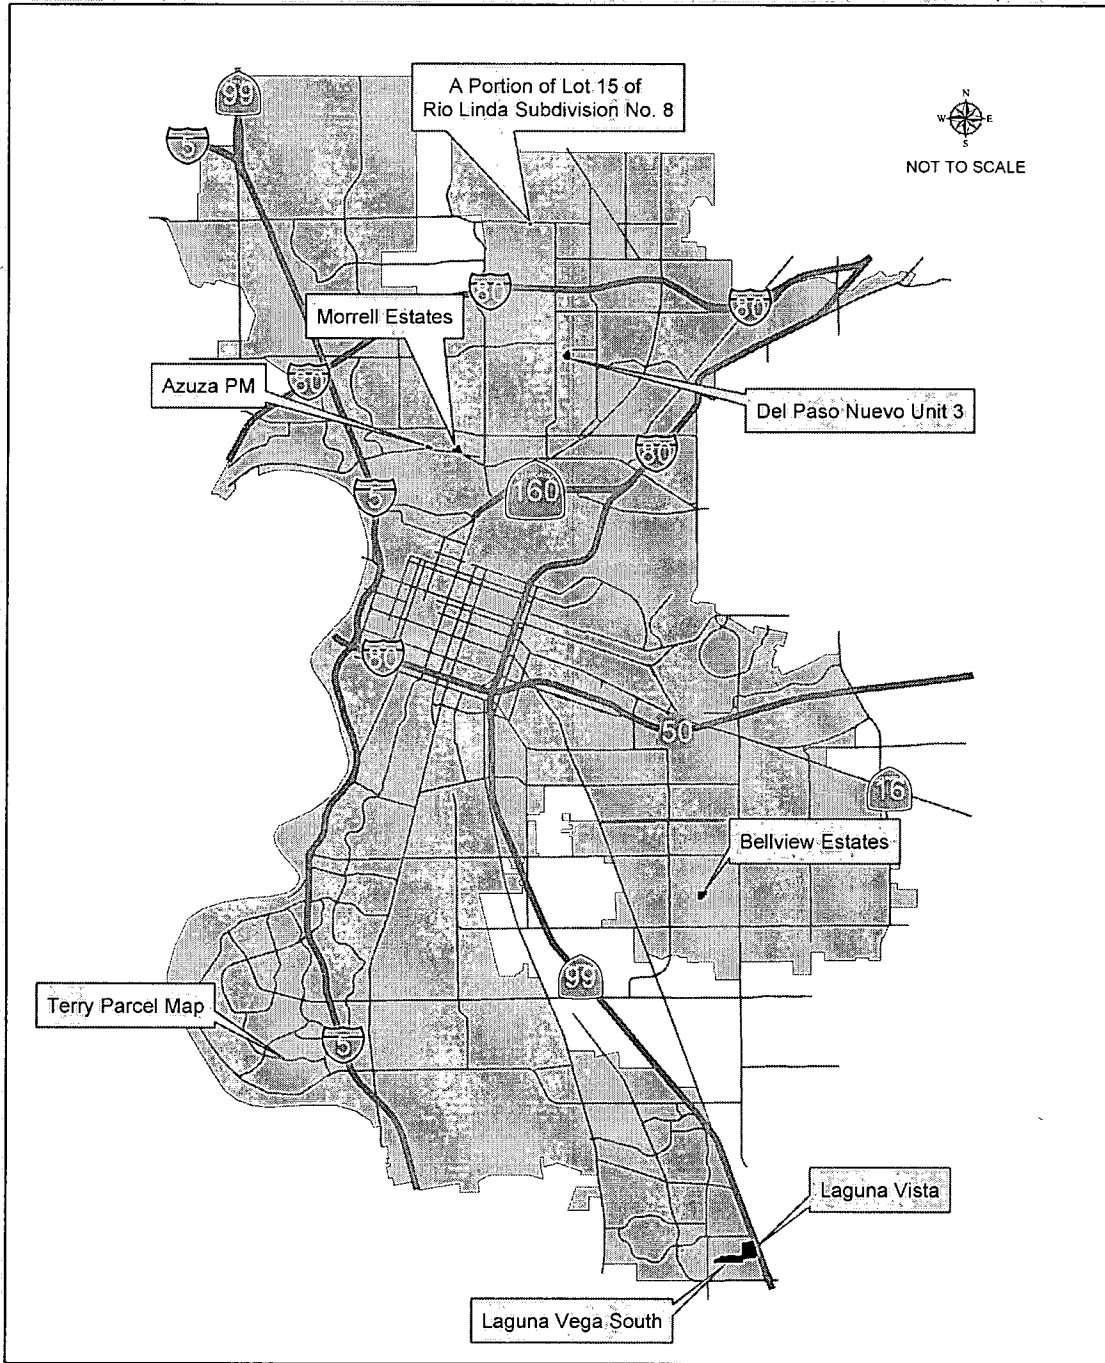 A Portion of Lot 15 of
Rio Linda Subdivision No. 8
N
W
E
S
NOT TO SCALE
99
5
80
80
Morrell Estates
Azuza PM
80
Del Paso Nuevo Unit 3
80
160
5
80
50
16
Bellview Estates
99
Terry Parcel Map
5
Laguna Vista
Laguna Vega South